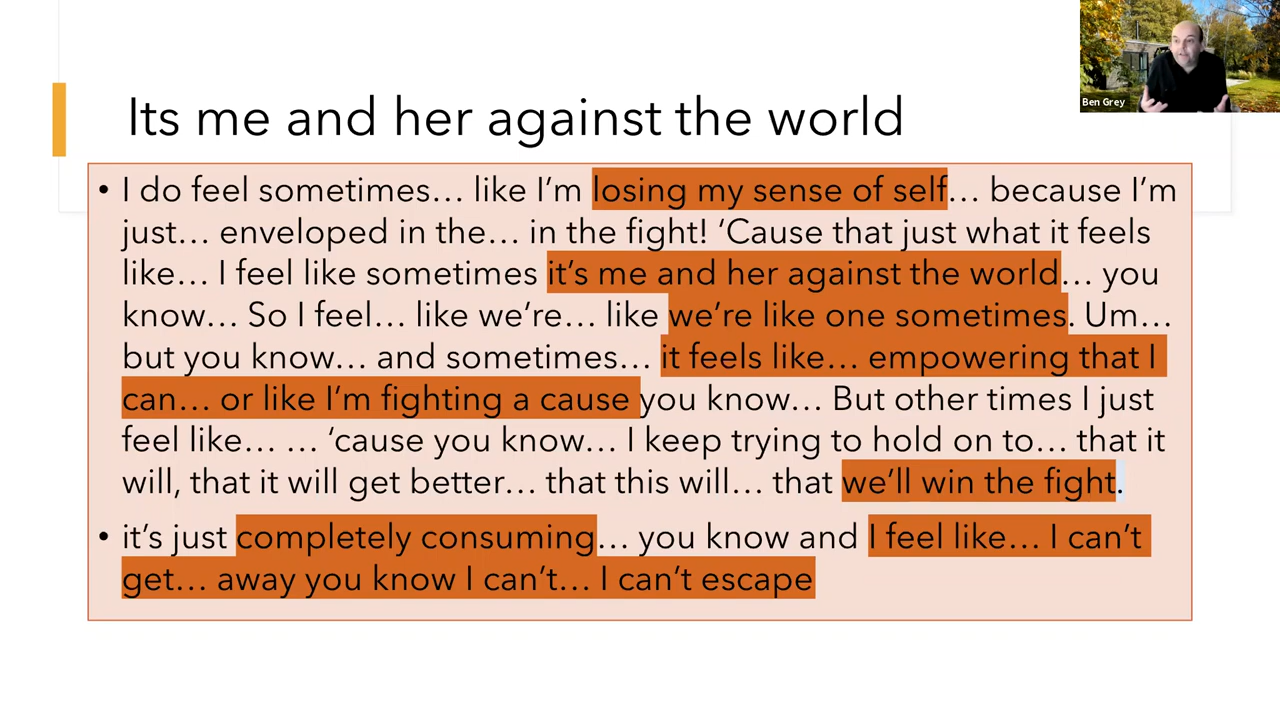 Ben Grey
Its me and her against the world
• I do feel sometimes… like I’m losing my sense of self… because I’m
just… enveloped in the… in the fight! ‘Cause that just what it feels
like… I feel like sometimes it’s me and her against the world… you
know… So I feel… like we’re… like we’re like one sometimes. Um…
but you know… and sometimes… it feels like… empowering that I
can… or like I’m fighting a cause you know… But other times I just
feel like… … ‘cause you know… I keep trying to hold on to… that it
will, that it will get better… that this will… that we’ll win the fight.
• it’s just completely consuming… you know and I feel like… I can’t
get… away you know I can’t… I can’t escape